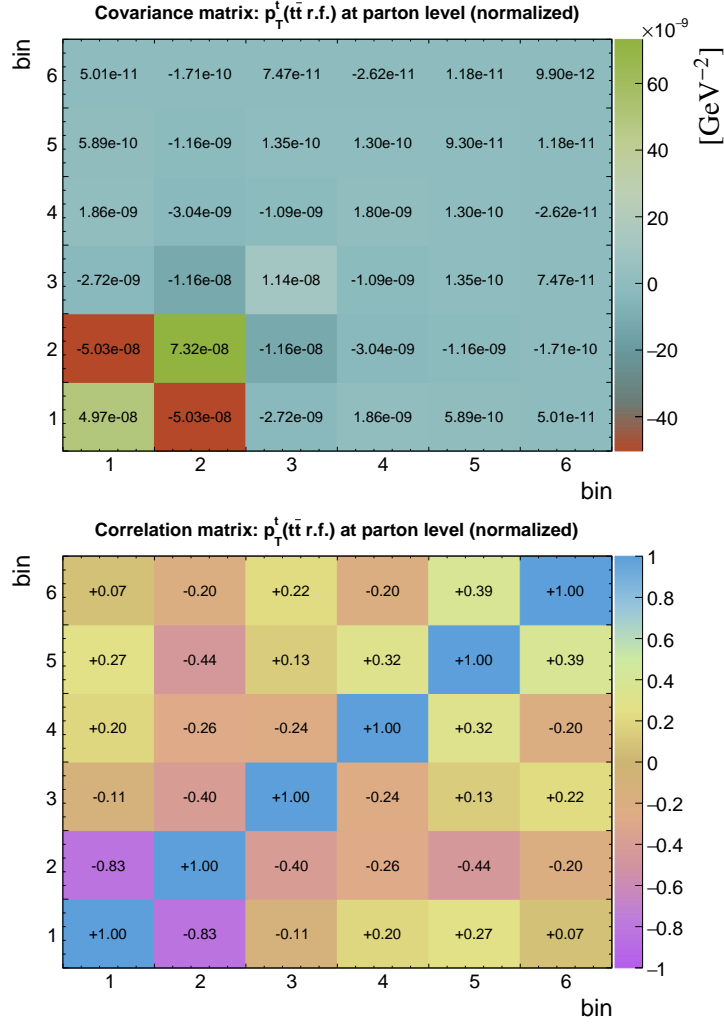 Covariance matrix: p_T^t(tt̄ r.f.) at parton level (normalized)
×10⁻⁹
bin
[GeV⁻²]
6 5.01e-11 -1.71e-10 7.47e-11 -2.62e-11 1.18e-11 9.90e-12
60
5 5.89e-10 -1.16e-09 1.35e-10 1.30e-10 9.30e-11 1.18e-11
40
4 1.86e-09 -3.04e-09 -1.09e-09 1.80e-09 1.30e-10 -2.62e-11
20
3 -2.72e-09 -1.16e-08 1.14e-08 -1.09e-09 1.35e-10 7.47e-11
0
2 -5.03e-08 7.32e-08 -1.16e-08 -3.04e-09 -1.16e-09 -1.71e-10
−20
1 4.97e-08 -5.03e-08 -2.72e-09 1.86e-09 5.89e-10 5.01e-11
−40
1 2 3 4 5 6
bin
Correlation matrix: p_T^t(tt̄ r.f.) at parton level (normalized)
bin
1
6 +0.07 -0.20 +0.22 -0.20 +0.39 +1.00
0.8
0.6
5 +0.27 -0.44 +0.13 +0.32 +1.00 +0.39
0.4
4 +0.20 -0.26 -0.24 +1.00 +0.32 -0.20
0.2
0
3 -0.11 -0.40 +1.00 -0.24 +0.13 +0.22
−0.2
−0.4
2 -0.83 +1.00 -0.40 -0.26 -0.44 -0.20
−0.6
1 +1.00 -0.83 -0.11 +0.20 +0.27 +0.07
−0.8
−1
1 2 3 4 5 6
bin